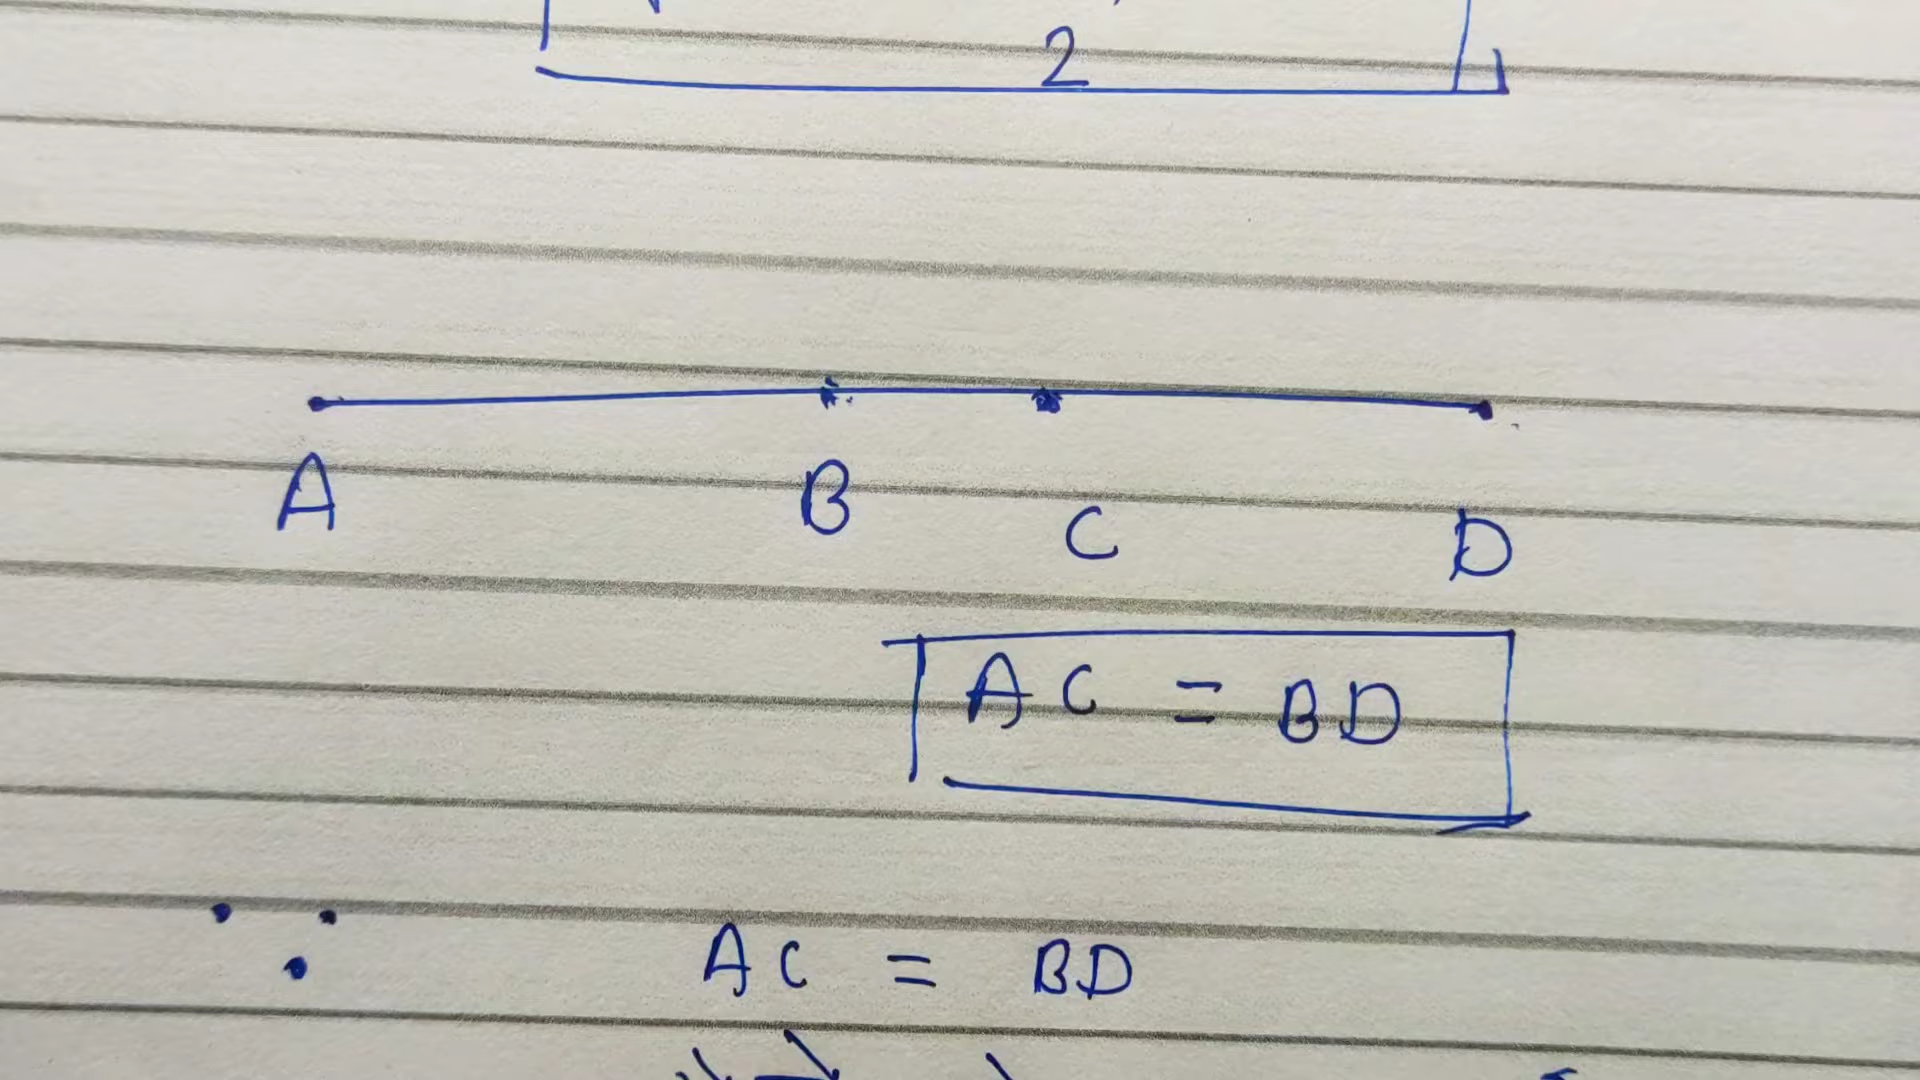 2
A B C D
AC = BD
∵ AC = BD